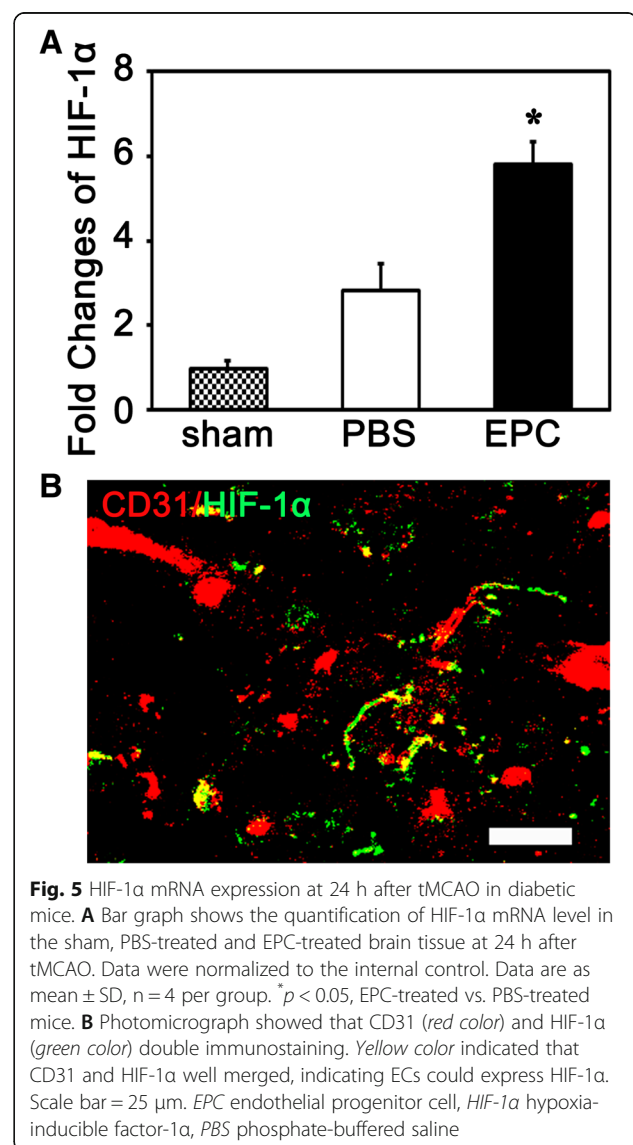 A
Fold Changes of HIF-1α
8
6
4
2
0
*
sham PBS EPC
B
CD31/HIF-1α
Fig. 5 HIF-1α mRNA expression at 24 h after tMCAO in diabetic
mice. A Bar graph shows the quantification of HIF-1α mRNA level in
the sham, PBS-treated and EPC-treated brain tissue at 24 h after
tMCAO. Data were normalized to the internal control. Data are as
mean ± SD, n = 4 per group. *p < 0.05, EPC-treated vs. PBS-treated
mice. B Photomicrograph showed that CD31 (red color) and HIF-1α
(green color) double immunostaining. Yellow color indicated that
CD31 and HIF-1α well merged, indicating ECs could express HIF-1α.
Scale bar = 25 μm. EPC endothelial progenitor cell, HIF-1α hypoxia-
inducible factor-1α, PBS phosphate-buffered saline